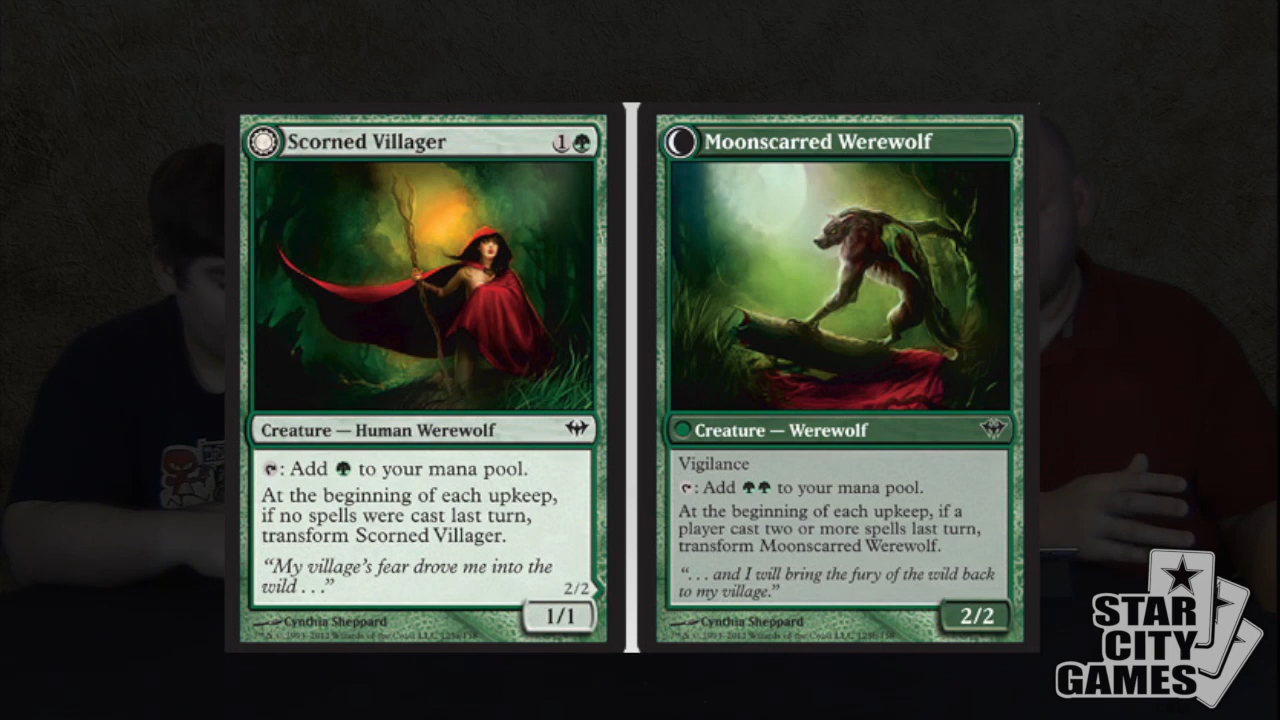 Scorned Villager 1
Creature — Human Werewolf
: Add to your mana pool.
At the beginning of each upkeep,
if no spells were cast last turn,
transform Scorned Villager.
“My village’s fear drove me into the
wild . . .”
2/2
1/1
Cynthia Sheppard
Moonscarred Werewolf
Creature — Werewolf
Vigilance
: Add to your mana pool.
At the beginning of each upkeep, if a
player cast two or more spells last turn,
transform Moonscarred Werewolf.
“. . . and I will bring the fury of the wild back
to my village.”
2/2
Cynthia Sheppard
STAR
CITY
GAMES